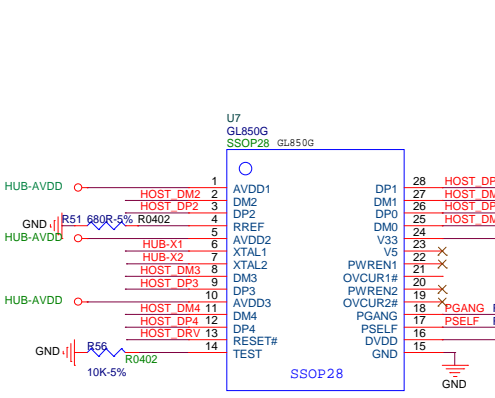 U7
GL850G
SSOP28 GL850G
HUB-AVDD 1 AVDD1 DP1 28
HOST_DM2 2 DM2 DM1 27
HOST_DP2 3 DP2 DP0 26
GND R51 680R-5% R0402 4 RREF DM0 25
HUB-AVDD 5 AVDD2 V33 24
HUB-X1 6 XTAL1 V5 23
HUB-X2 7 XTAL2 PWREN1 22
HOST_DM3 8 DM3 OVCUR1# 21
HOST_DP3 9 DP3 PWREN2 20
HUB-AVDD 10 AVDD3 OVCUR2# 19
HOST_DM4 11 DM4 PGANG 18 PGANG
HOST_DP4 12 DP4 PSELF 17 PSELF
HOST_DRV 13 RESET# DVDD 16
GND R56 14 TEST GND 15
R0402
10K-5%
SSOP28
GND